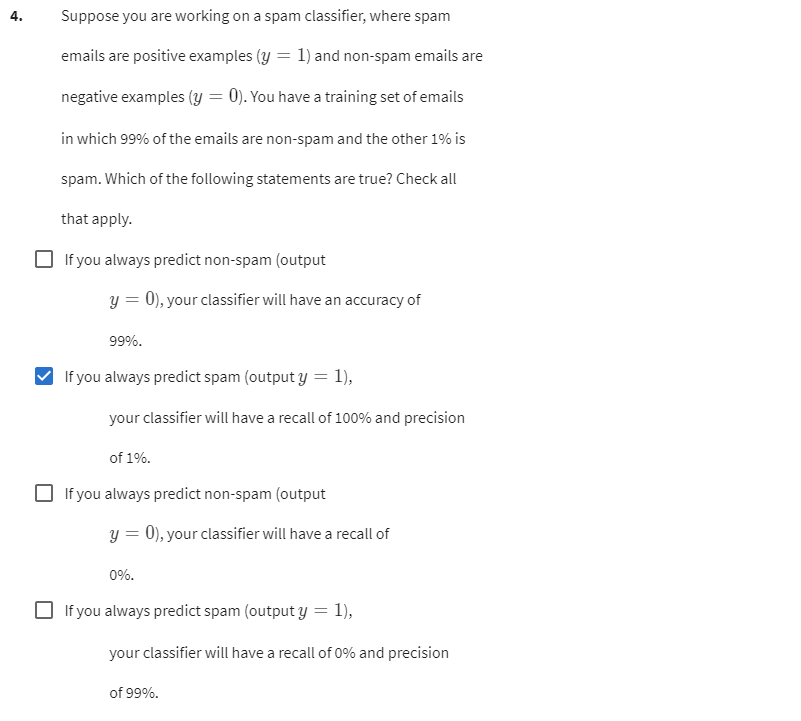 4. Suppose you are working on a spam classifier, where spam
emails are positive examples (y = 1) and non-spam emails are
negative examples (y = 0). You have a training set of emails
in which 99% of the emails are non-spam and the other 1% is
spam. Which of the following statements are true? Check all
that apply.
If you always predict non-spam (output
y = 0), your classifier will have an accuracy of
99%.
If you always predict spam (output y = 1),
your classifier will have a recall of 100% and precision
of 1%.
If you always predict non-spam (output
y = 0), your classifier will have a recall of
0%.
If you always predict spam (output y = 1),
your classifier will have a recall of 0% and precision
of 99%.